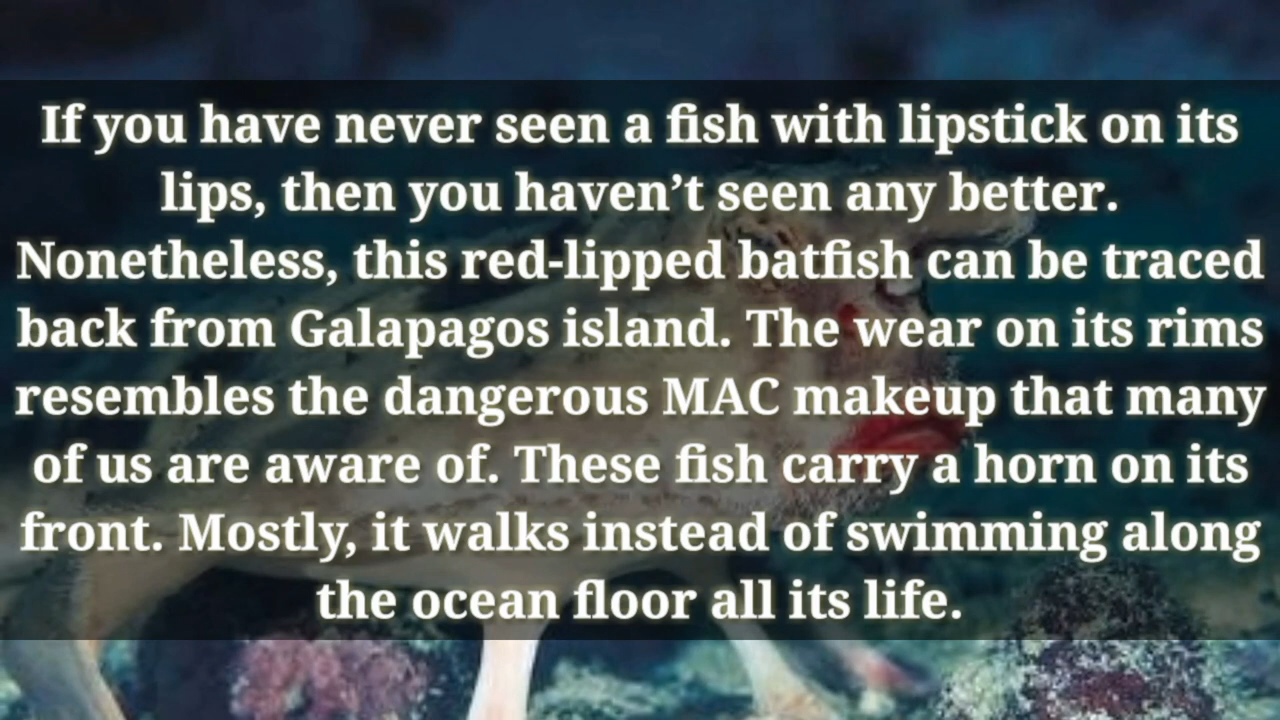 If you have never seen a fish with lipstick on its
lips, then you haven’t seen any better.
Nonetheless, this red-lipped batfish can be traced
back from Galapagos island. The wear on its rims
resembles the dangerous MAC makeup that many
of us are aware of. These fish carry a horn on its
front. Mostly, it walks instead of swimming along
the ocean floor all its life.